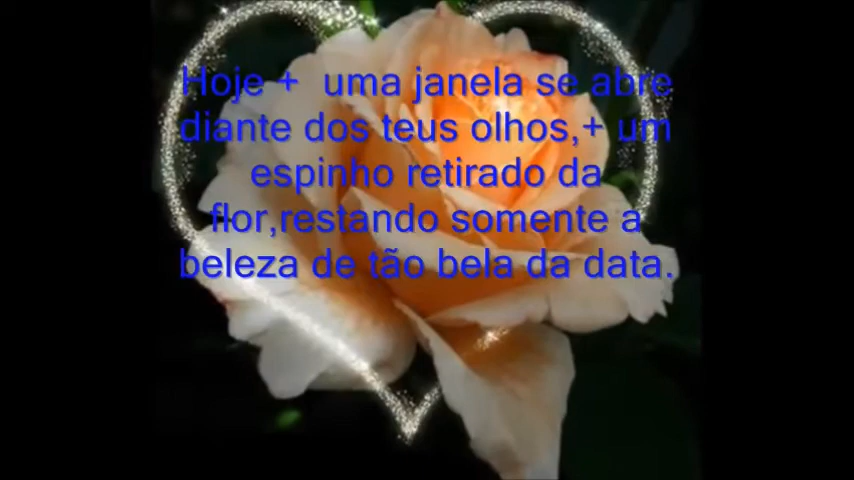 Hoje +  uma janela se abre
diante dos teus olhos,+ um
espinho retirado da
flor,restando somente a
beleza de tão bela da data.